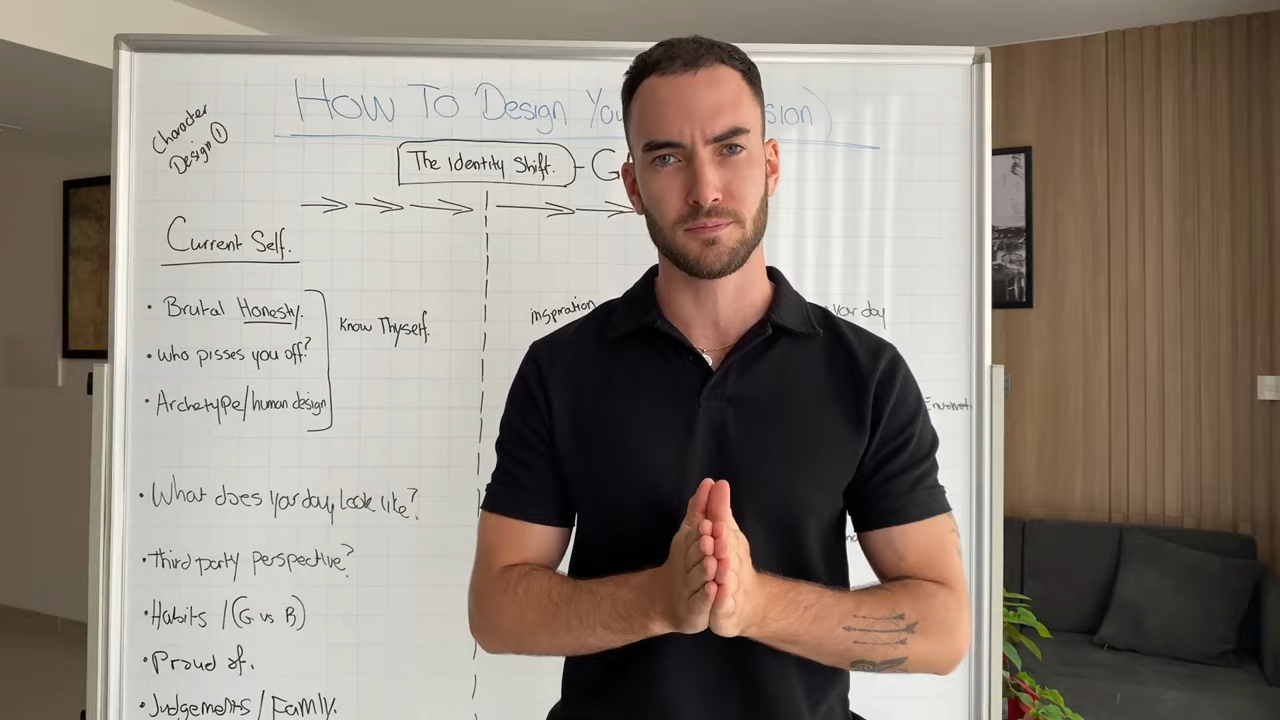 How To Design You sion)
Character
Design ①
The Identity Shift. - G
Current Self.
• Brutal Honesty.
• who pisses you off?
• Archetype/human design
Know Thyself.
inspiration
your day
• What does your day look like?
• Third party perspective?
• Habits / (G vs B)
• Proud of.
• Judgements / Family.